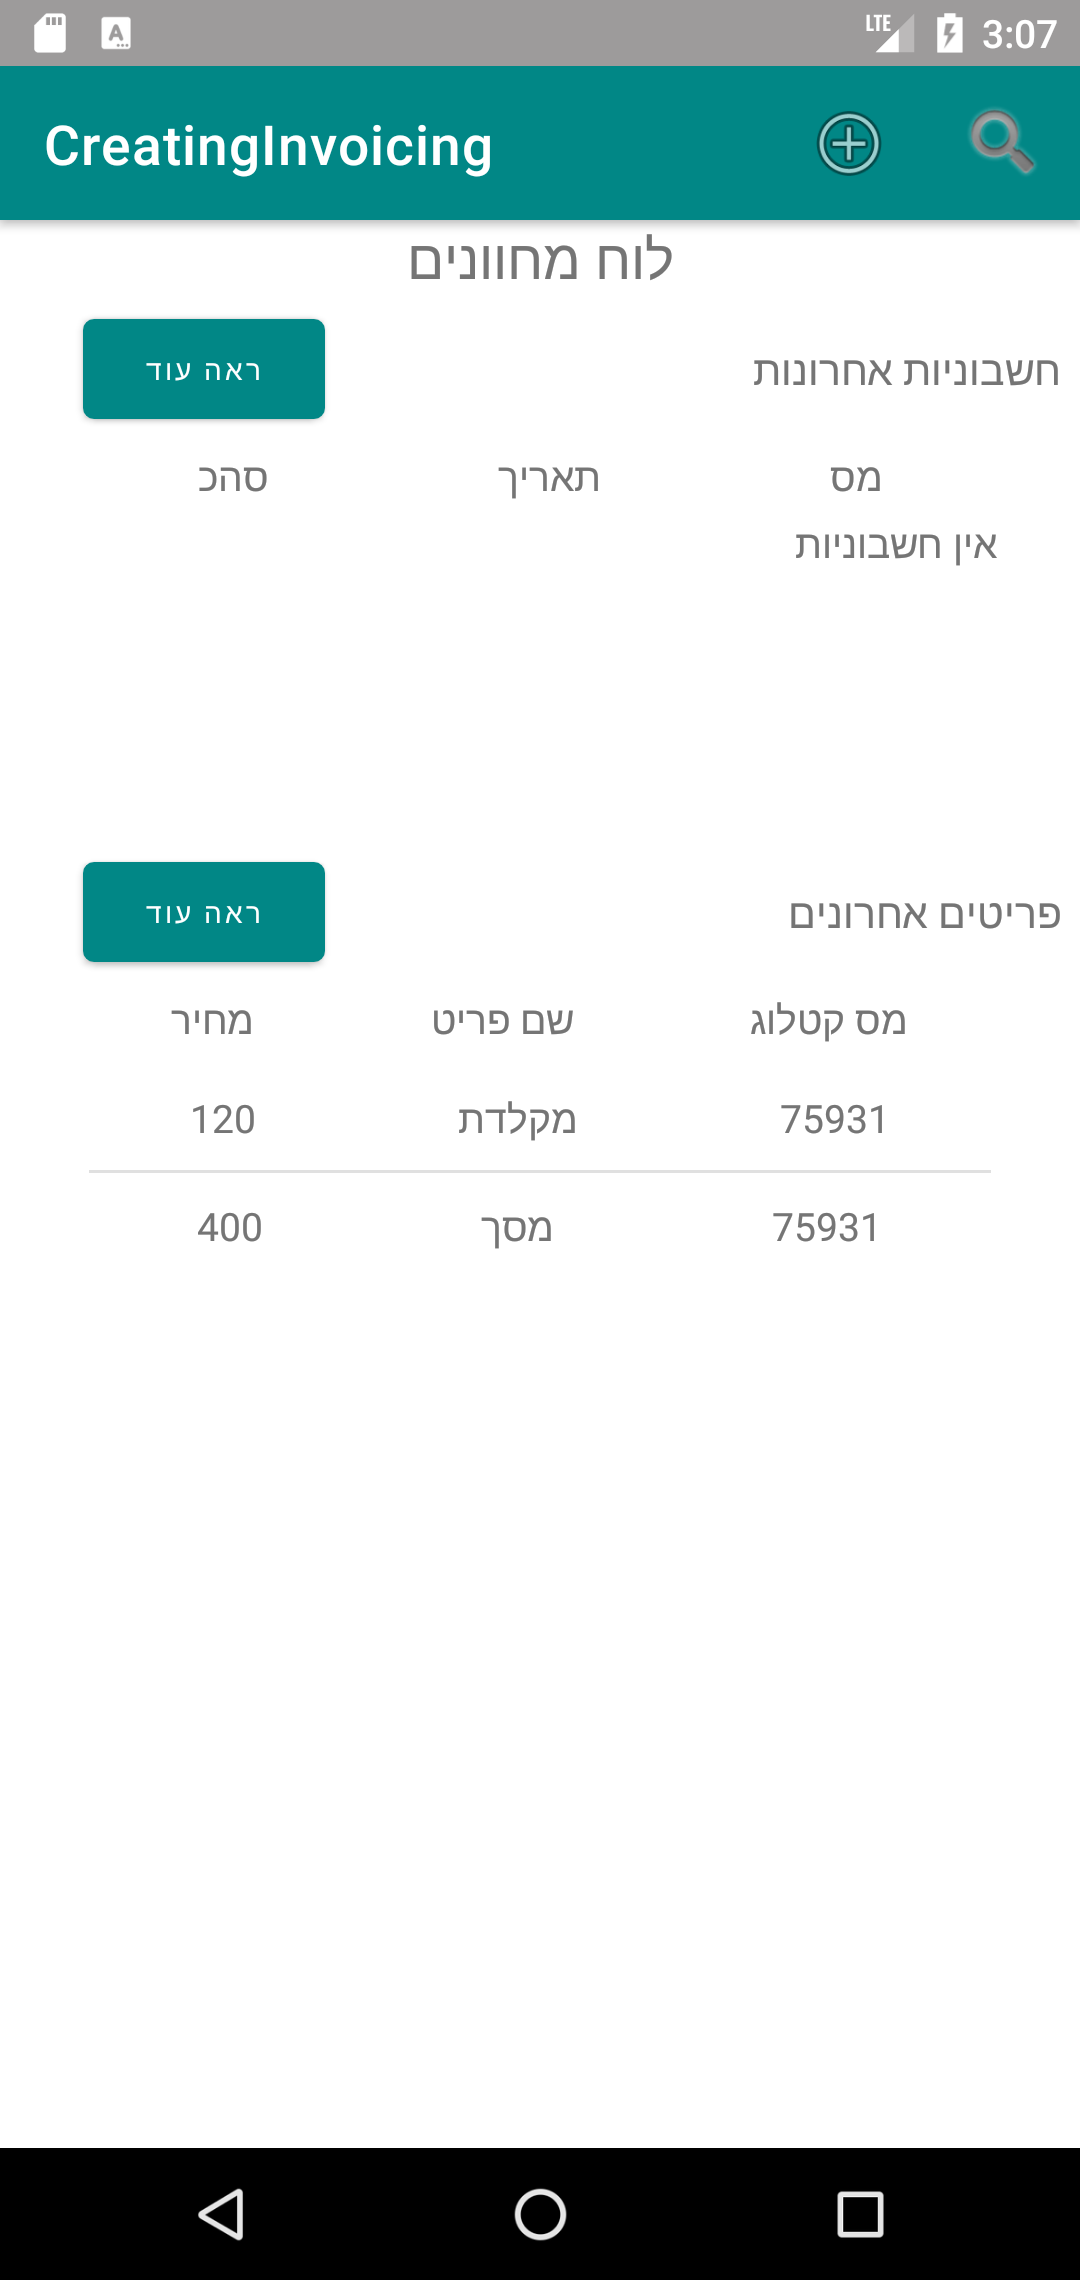 LTE 3:07
CreatingInvoicing
לוח מחוונים
חשבוניות אחרונות ראה עוד
מס תאריך סהכ
אין חשבוניות
פריטים אחרונים ראה עוד
מס קטלוג שם פריט מחיר
75931 מקלדת 120
75931 מסך 400